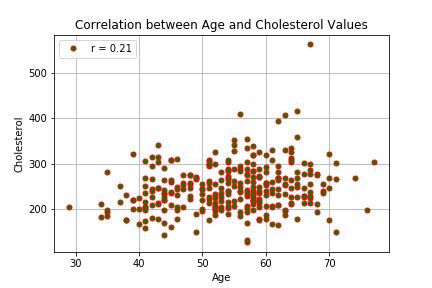 Correlation between Age and Cholesterol Values
r = 0.21
500
400
300
200
Cholesterol
30 40 50 60 70
Age